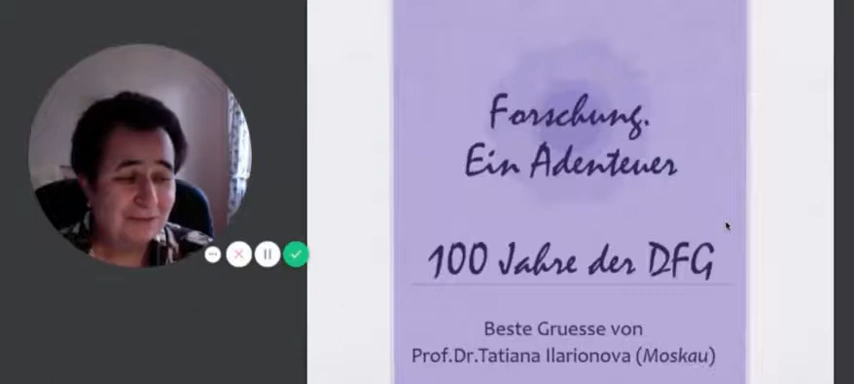 Forschung.
Ein Adenteuer
100 Jahre der DFG
Beste Gruesse von
Prof.Dr.Tatiana Ilarionova (Moskau)